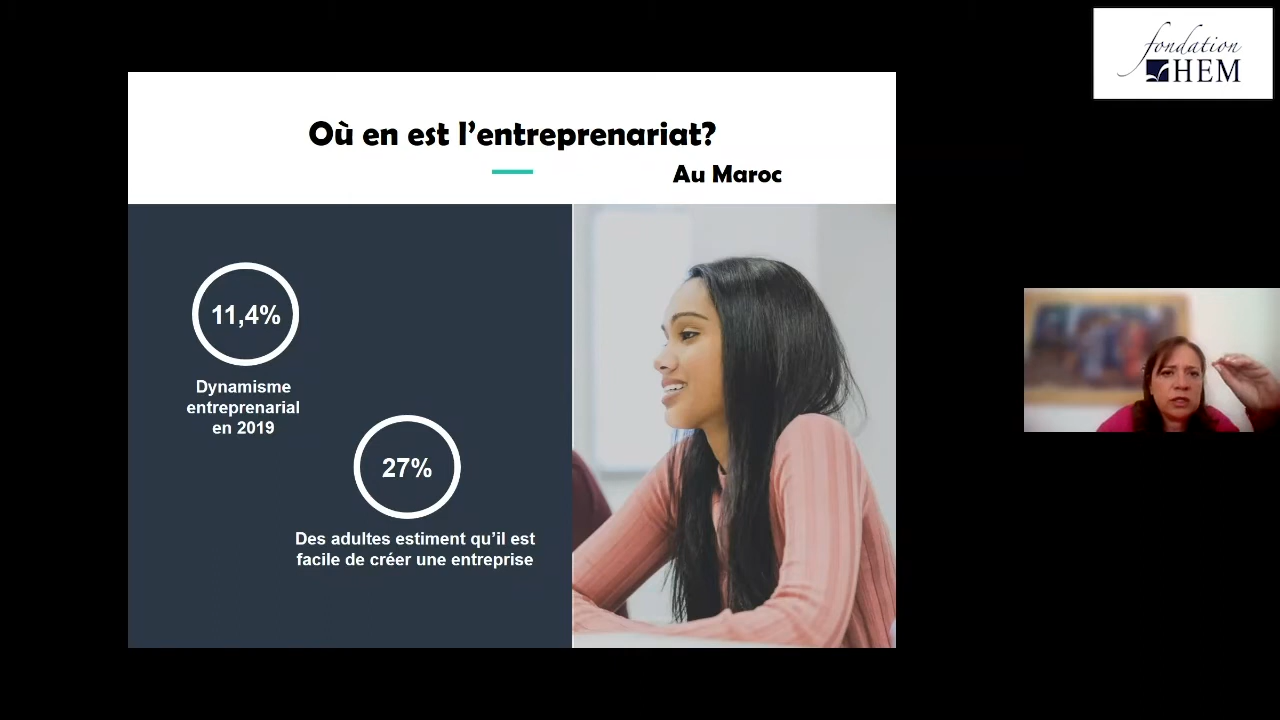 fondation
HEM
Où en est l’entreprenariat?
Au Maroc
11,4%
Dynamisme
entreprenarial
en 2019
27%
Des adultes estiment qu’il est
facile de créer une entreprise